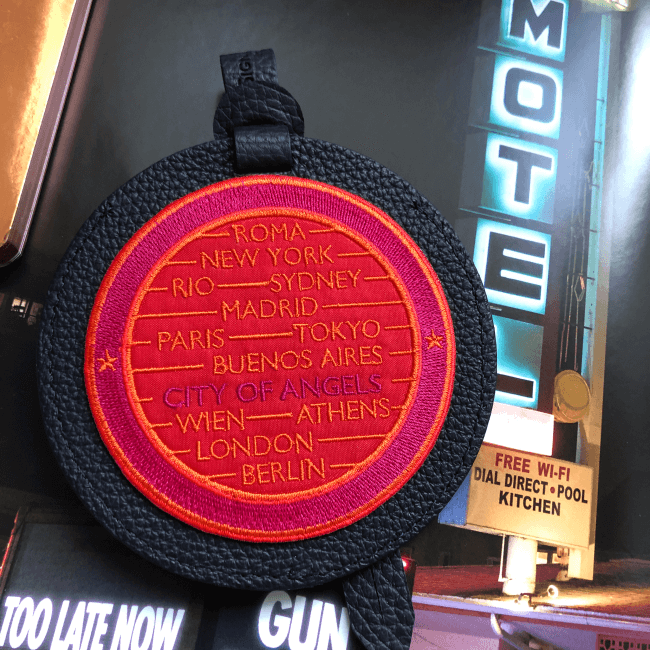 ROMA
NEW YORK
RIO SYDNEY
MADRID
PARIS TOKYO
BUENOS AIRES
CITY OF ANGELS
WIEN ATHENS
LONDON
BERLIN
MOTEL
FREE WI-FI
DIAL DIRECT • POOL
KITCHEN
TOO LATE NOW
GUN